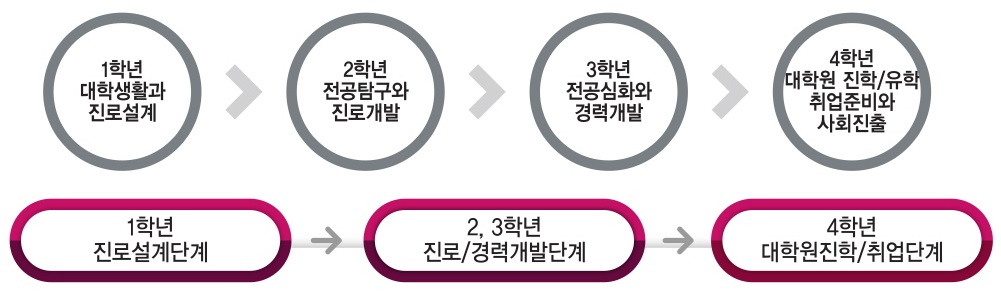 1학년
대학생활과
진로설계
2학년
전공탐구와
진로개발
3학년
전공심화와
경력개발
4학년
대학원 진학/유학
취업준비와
사회진출
1학년
진로설계단계
2, 3학년
진로/경력개발단계
4학년
대학원진학/취업단계